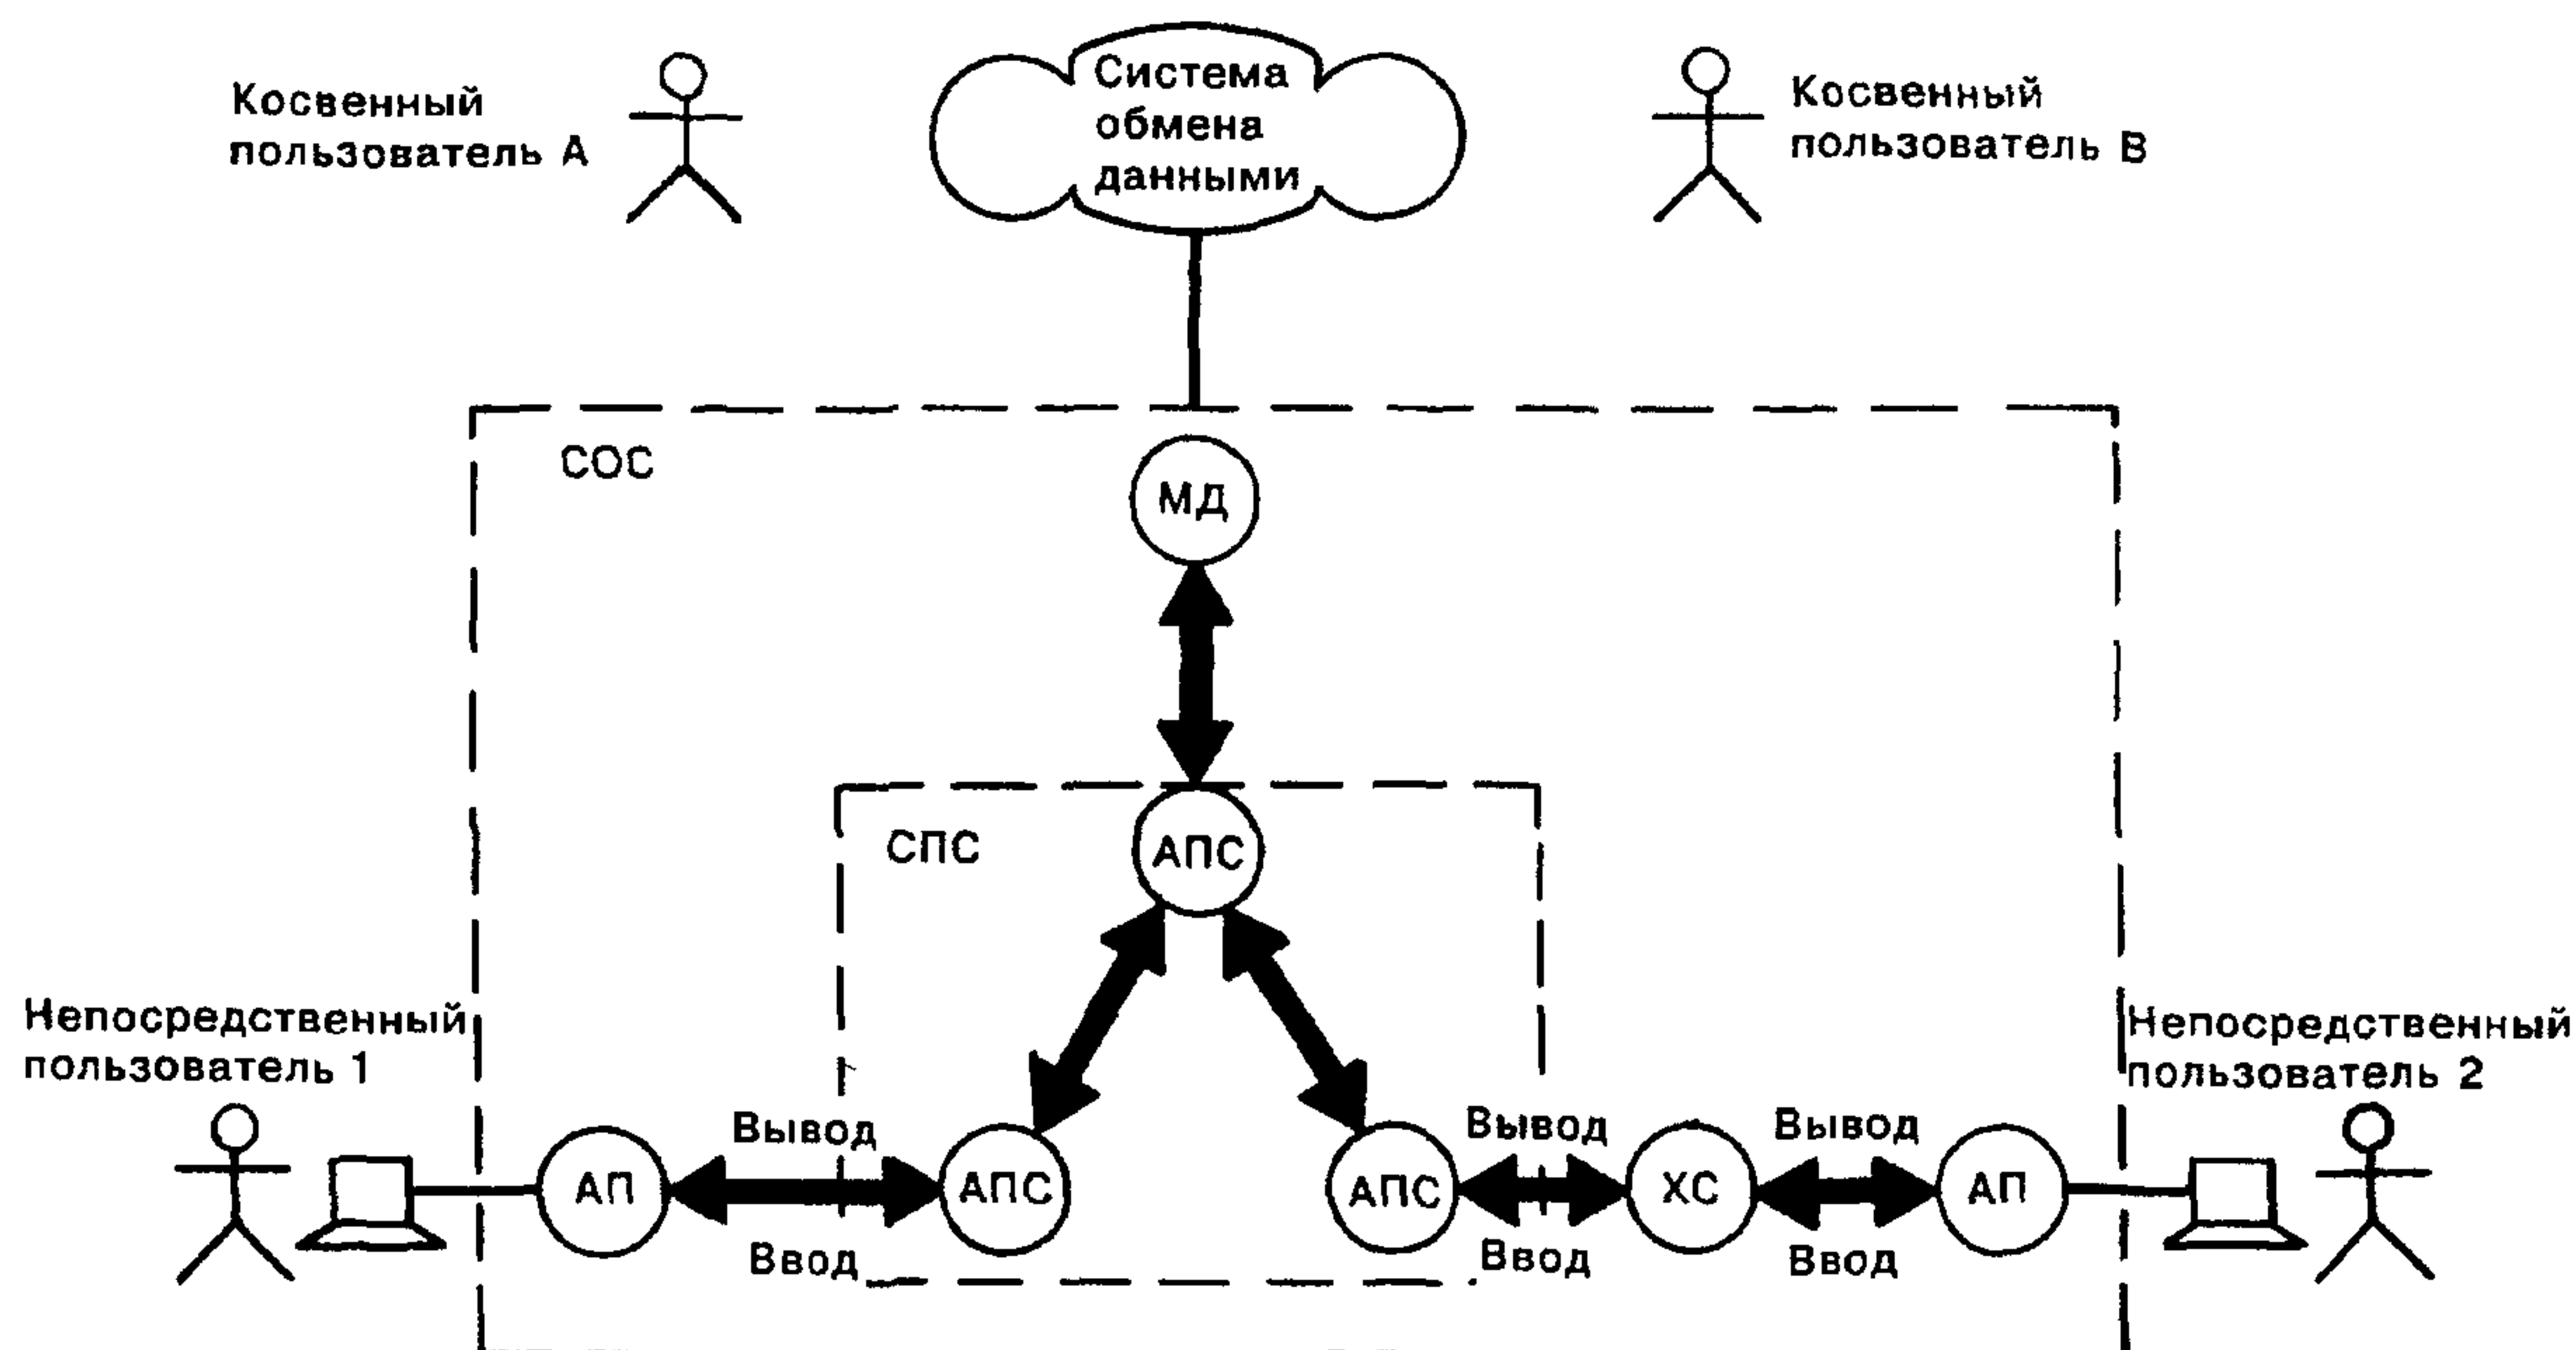 Косвенный
пользователь А
Система
обмена
данными
Косвенный
пользователь В
СОС
МД
СПС
АПС
Непосредственный
пользователь 1
Непосредственный
пользователь 2
Вывод
Вывод
Вывод
АП
АПС
АПС
ХС
АП
Ввод
Ввод
Ввод